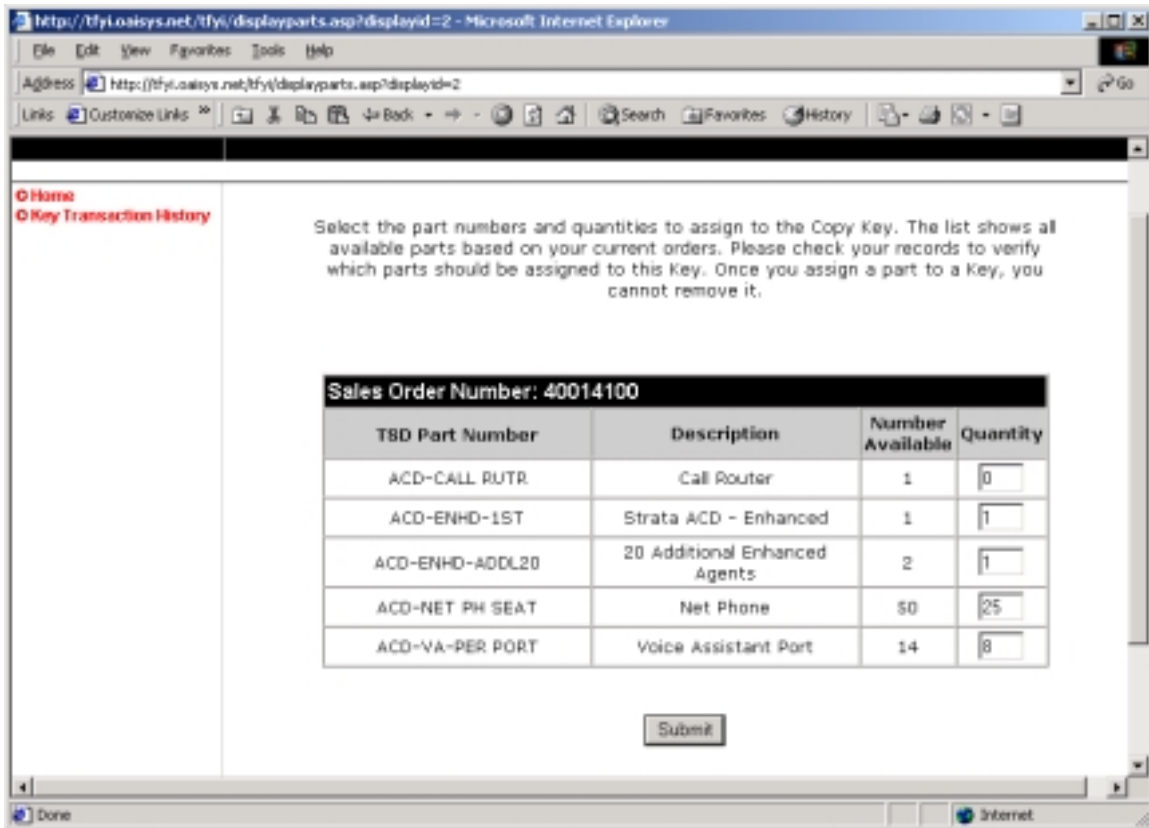 http://tfyi.oaisys.net/tfyi/displayparts.asp?displayid=2 - Microsoft Internet Explorer
File Edit View Favorites Tools Help
Address http://tfyi.oaisys.net/tfyi/displayparts.asp?displayid=2 Go
Links Customize Links » Back Search Favorites History
Home
Key Transaction History
Select the part numbers and quantities to assign to the Copy Key. The list shows all
available parts based on your current orders. Please check your records to verify
which parts should be assigned to this Key. Once you assign a part to a Key, you
cannot remove it.
Sales Order Number: 40014100
TSD Part Number Description Number Available Quantity
ACD-CALL RUTR Call Router 1 0
ACD-ENHD-1ST Strata ACD - Enhanced 1 1
ACD-ENHD-ADDL20 20 Additional Enhanced Agents 2 1
ACD-NET PH SEAT Net Phone 50 25
ACD-VA-PER PORT Voice Assistant Port 14 8
Submit
Done Internet